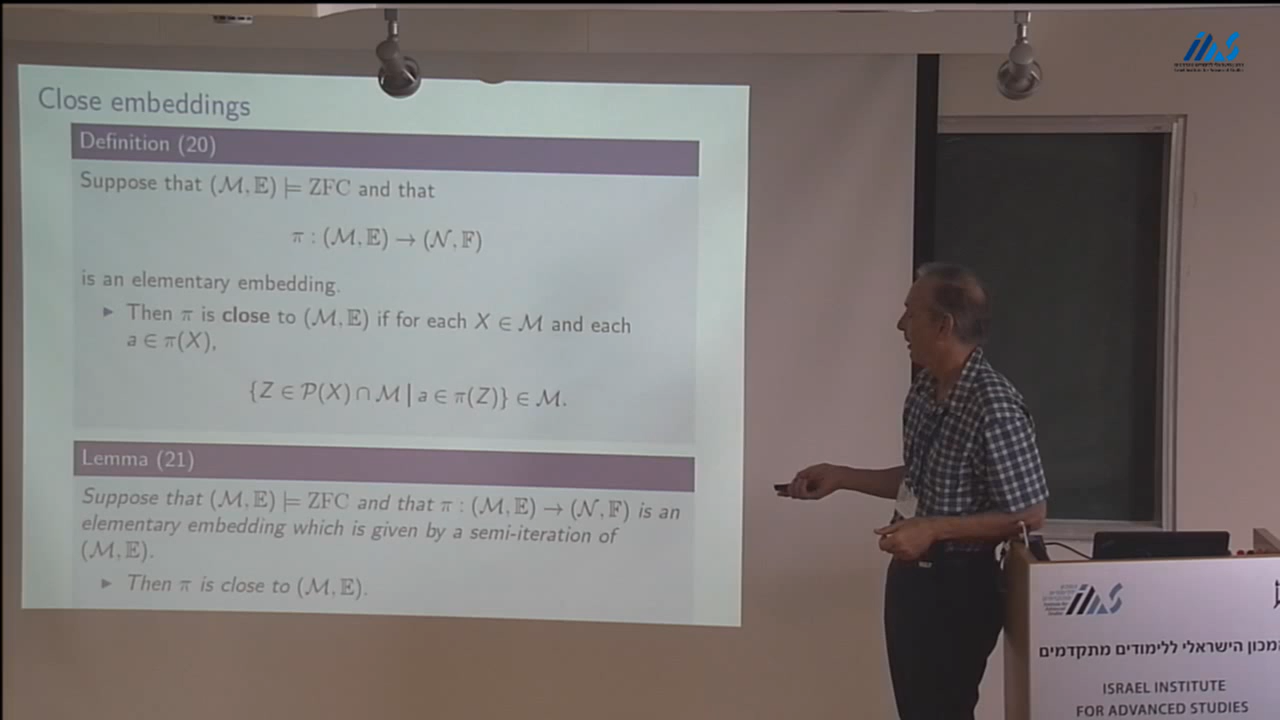 Close embeddings
Definition (20)
Suppose that (ℳ, 𝔼) ⊨ ZFC and that
π : (ℳ, 𝔼) → (𝒩, 𝔽)
is an elementary embedding.
▶ Then π is close to (ℳ, 𝔼) if for each X ∈ ℳ and each
a ∈ π(X),
{Z ∈ 𝒫(X) ∩ ℳ | a ∈ π(Z)} ∈ ℳ.
Lemma (21)
Suppose that (ℳ, 𝔼) ⊨ ZFC and that π : (ℳ, 𝔼) → (𝒩, 𝔽) is an
elementary embedding which is given by a semi-iteration of
(ℳ, 𝔼).
▶ Then π is close to (ℳ, 𝔼).
IIAS
IIAS
המכון הישראלי ללימודים מתקדמים
ISRAEL INSTITUTE
FOR ADVANCED STUDIES